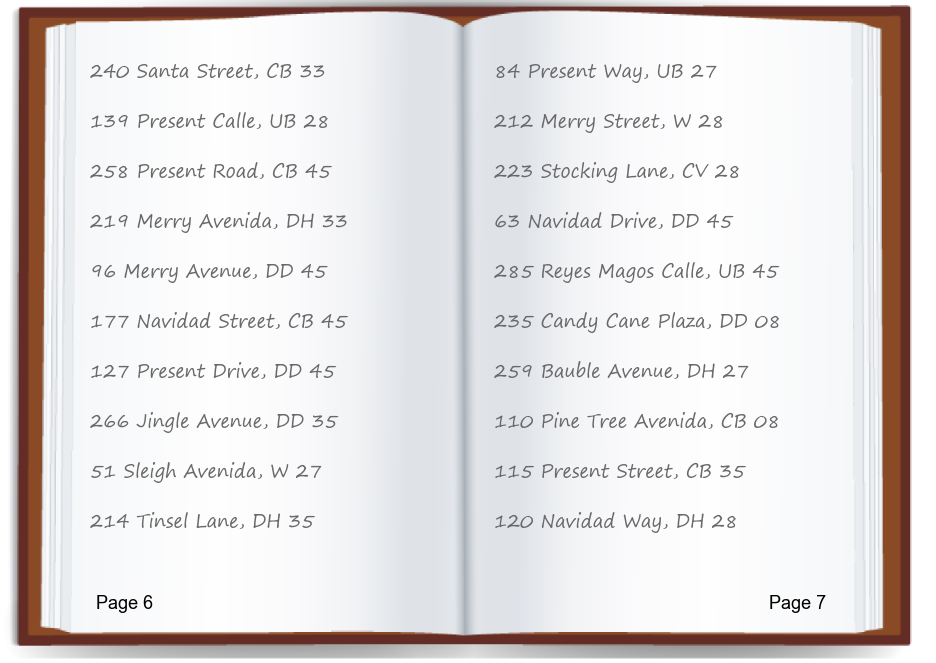 240 Santa Street, CB 33
139 Present Calle, UB 28
258 Present Road, CB 45
219 Merry Avenida, DH 33
96 Merry Avenue, DD 45
177 Navidad Street, CB 45
127 Present Drive, DD 45
266 Jingle Avenue, DD 35
51 Sleigh Avenida, W 27
214 Tinsel Lane, DH 35
Page 6
84 Present Way, UB 27
212 Merry Street, W 28
223 Stocking Lane, CV 28
63 Navidad Drive, DD 45
285 Reyes Magos Calle, UB 45
235 Candy Cane Plaza, DD 08
259 Bauble Avenue, DH 27
110 Pine Tree Avenida, CB 08
115 Present Street, CB 35
120 Navidad Way, DH 28
Page 7